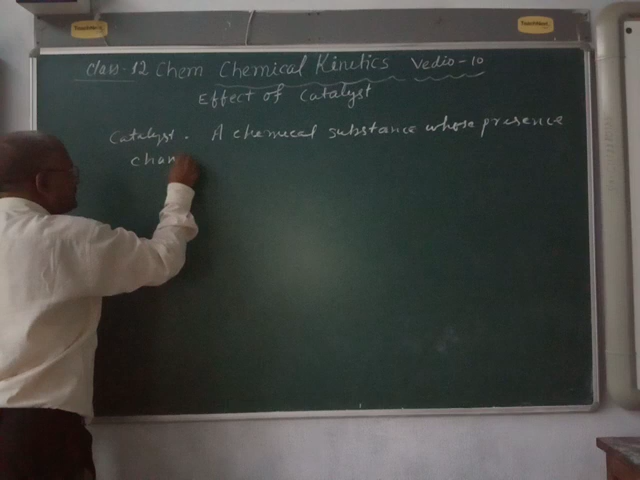 Class-12 Chem Chemical Kinetics Vedio-10
Effect of Catalyst
Catalyst. A chemical substance whose presence
chan